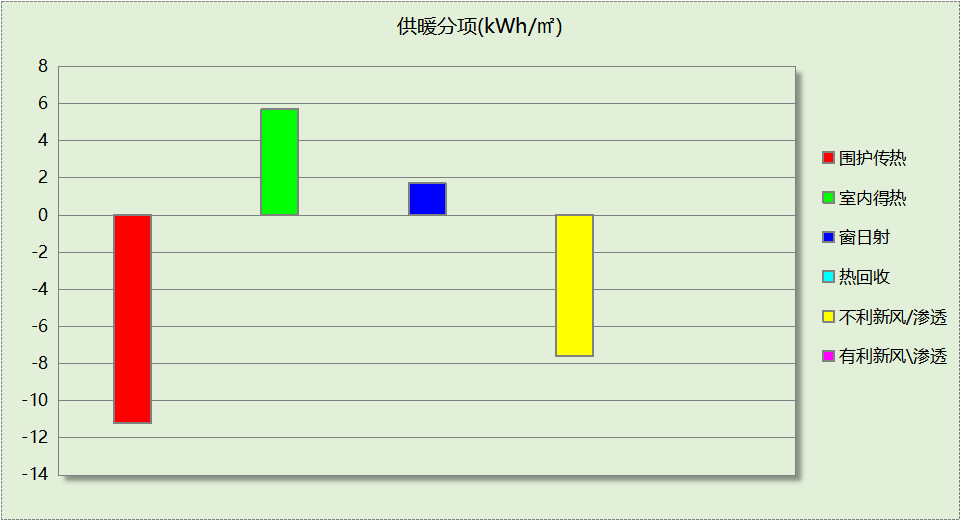 供暖分项(kWh/㎡)
8
6
4
2
0
-2
-4
-6
-8
-10
-12
-14
围护传热
室内得热
窗日射
热回收
不利新风/渗透
有利新风\渗透